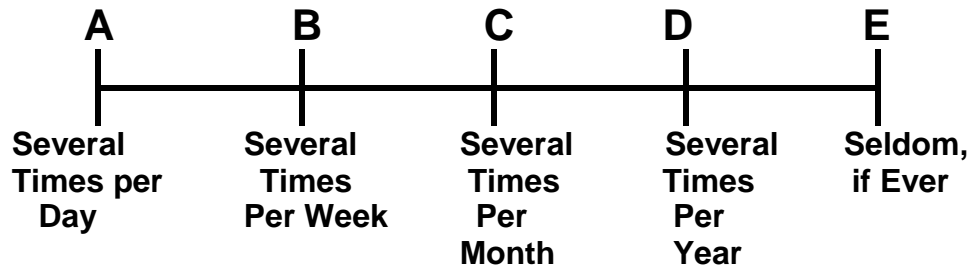 A B C D E
Several Several Several Several Seldom,
Times per Times Times Times if Ever
Day Per Week Per Per
Month Year